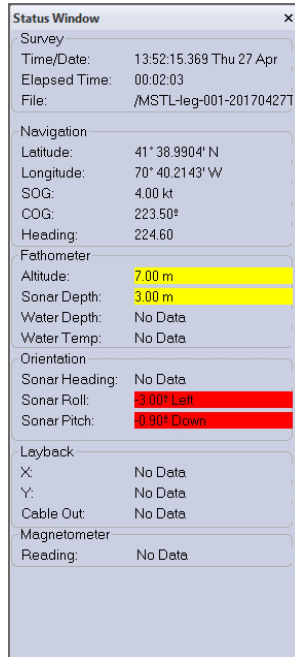 Status Window ×
Survey
Time/Date: 13:52:15.369 Thu 27 Apr
Elapsed Time: 00:02:03
File: /MSTL-leg-001-20170427T
Navigation
Latitude: 41° 38.9904' N
Longitude: 70° 40.2143' W
SOG: 4.00 kt
COG: 223.50º
Heading: 224.60
Fathometer
Altitude: 7.00 m
Sonar Depth: 3.00 m
Water Depth: No Data
Water Temp: No Data
Orientation
Sonar Heading: No Data
Sonar Roll: -3.00º Left
Sonar Pitch: -0.90º Down
Layback
X: No Data
Y: No Data
Cable Out: No Data
Magnetometer
Reading: No Data